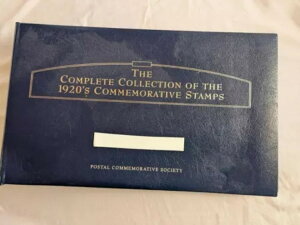 The
Complete Collection of the
1920's Commemorative Stamps
Postal Commemorative Society